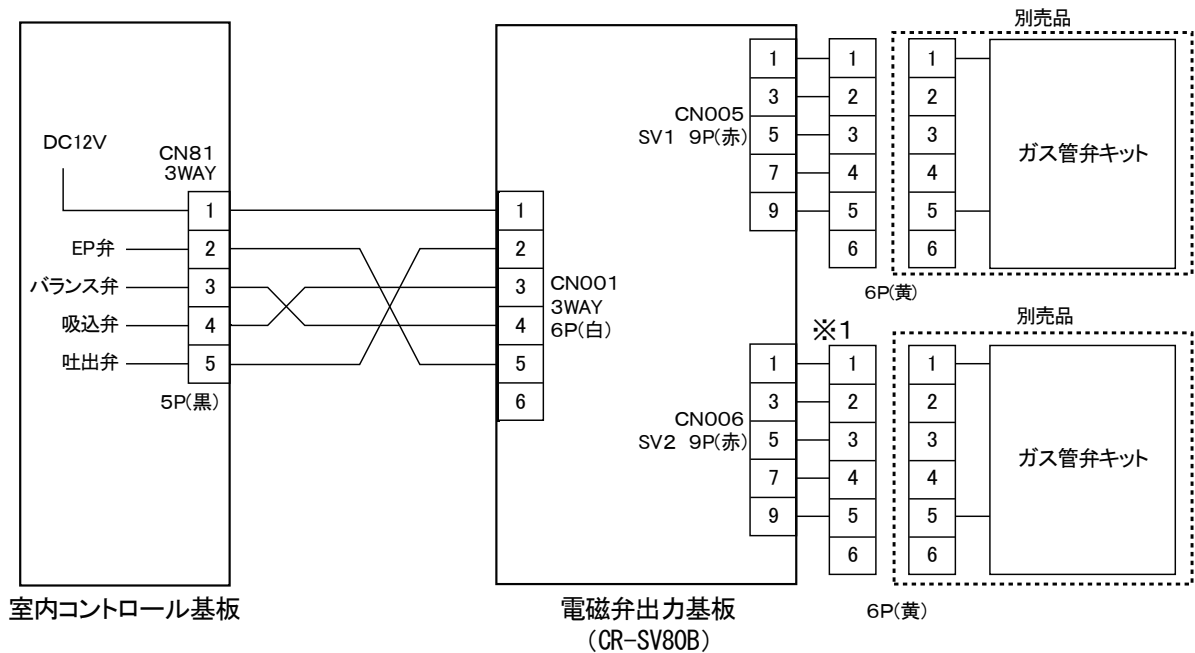 別売品
DC12V
CN81
3WAY
1
EP弁
2
バランス弁
3
吸込弁
4
吐出弁
5
5P(黒)
室内コントロール基板
1
2
3
4
5
6
CN001
3WAY
6P(白)
CN005
SV1 9P(赤)
1
3
5
7
9
1
2
3
4
5
6
6P(黄)
1
2
3
4
5
6
ガス管弁キット
別売品
※1
CN006
SV2 9P(赤)
1
3
5
7
9
1
2
3
4
5
6
6P(黄)
1
2
3
4
5
6
ガス管弁キット
電磁弁出力基板
(CR-SV80B)